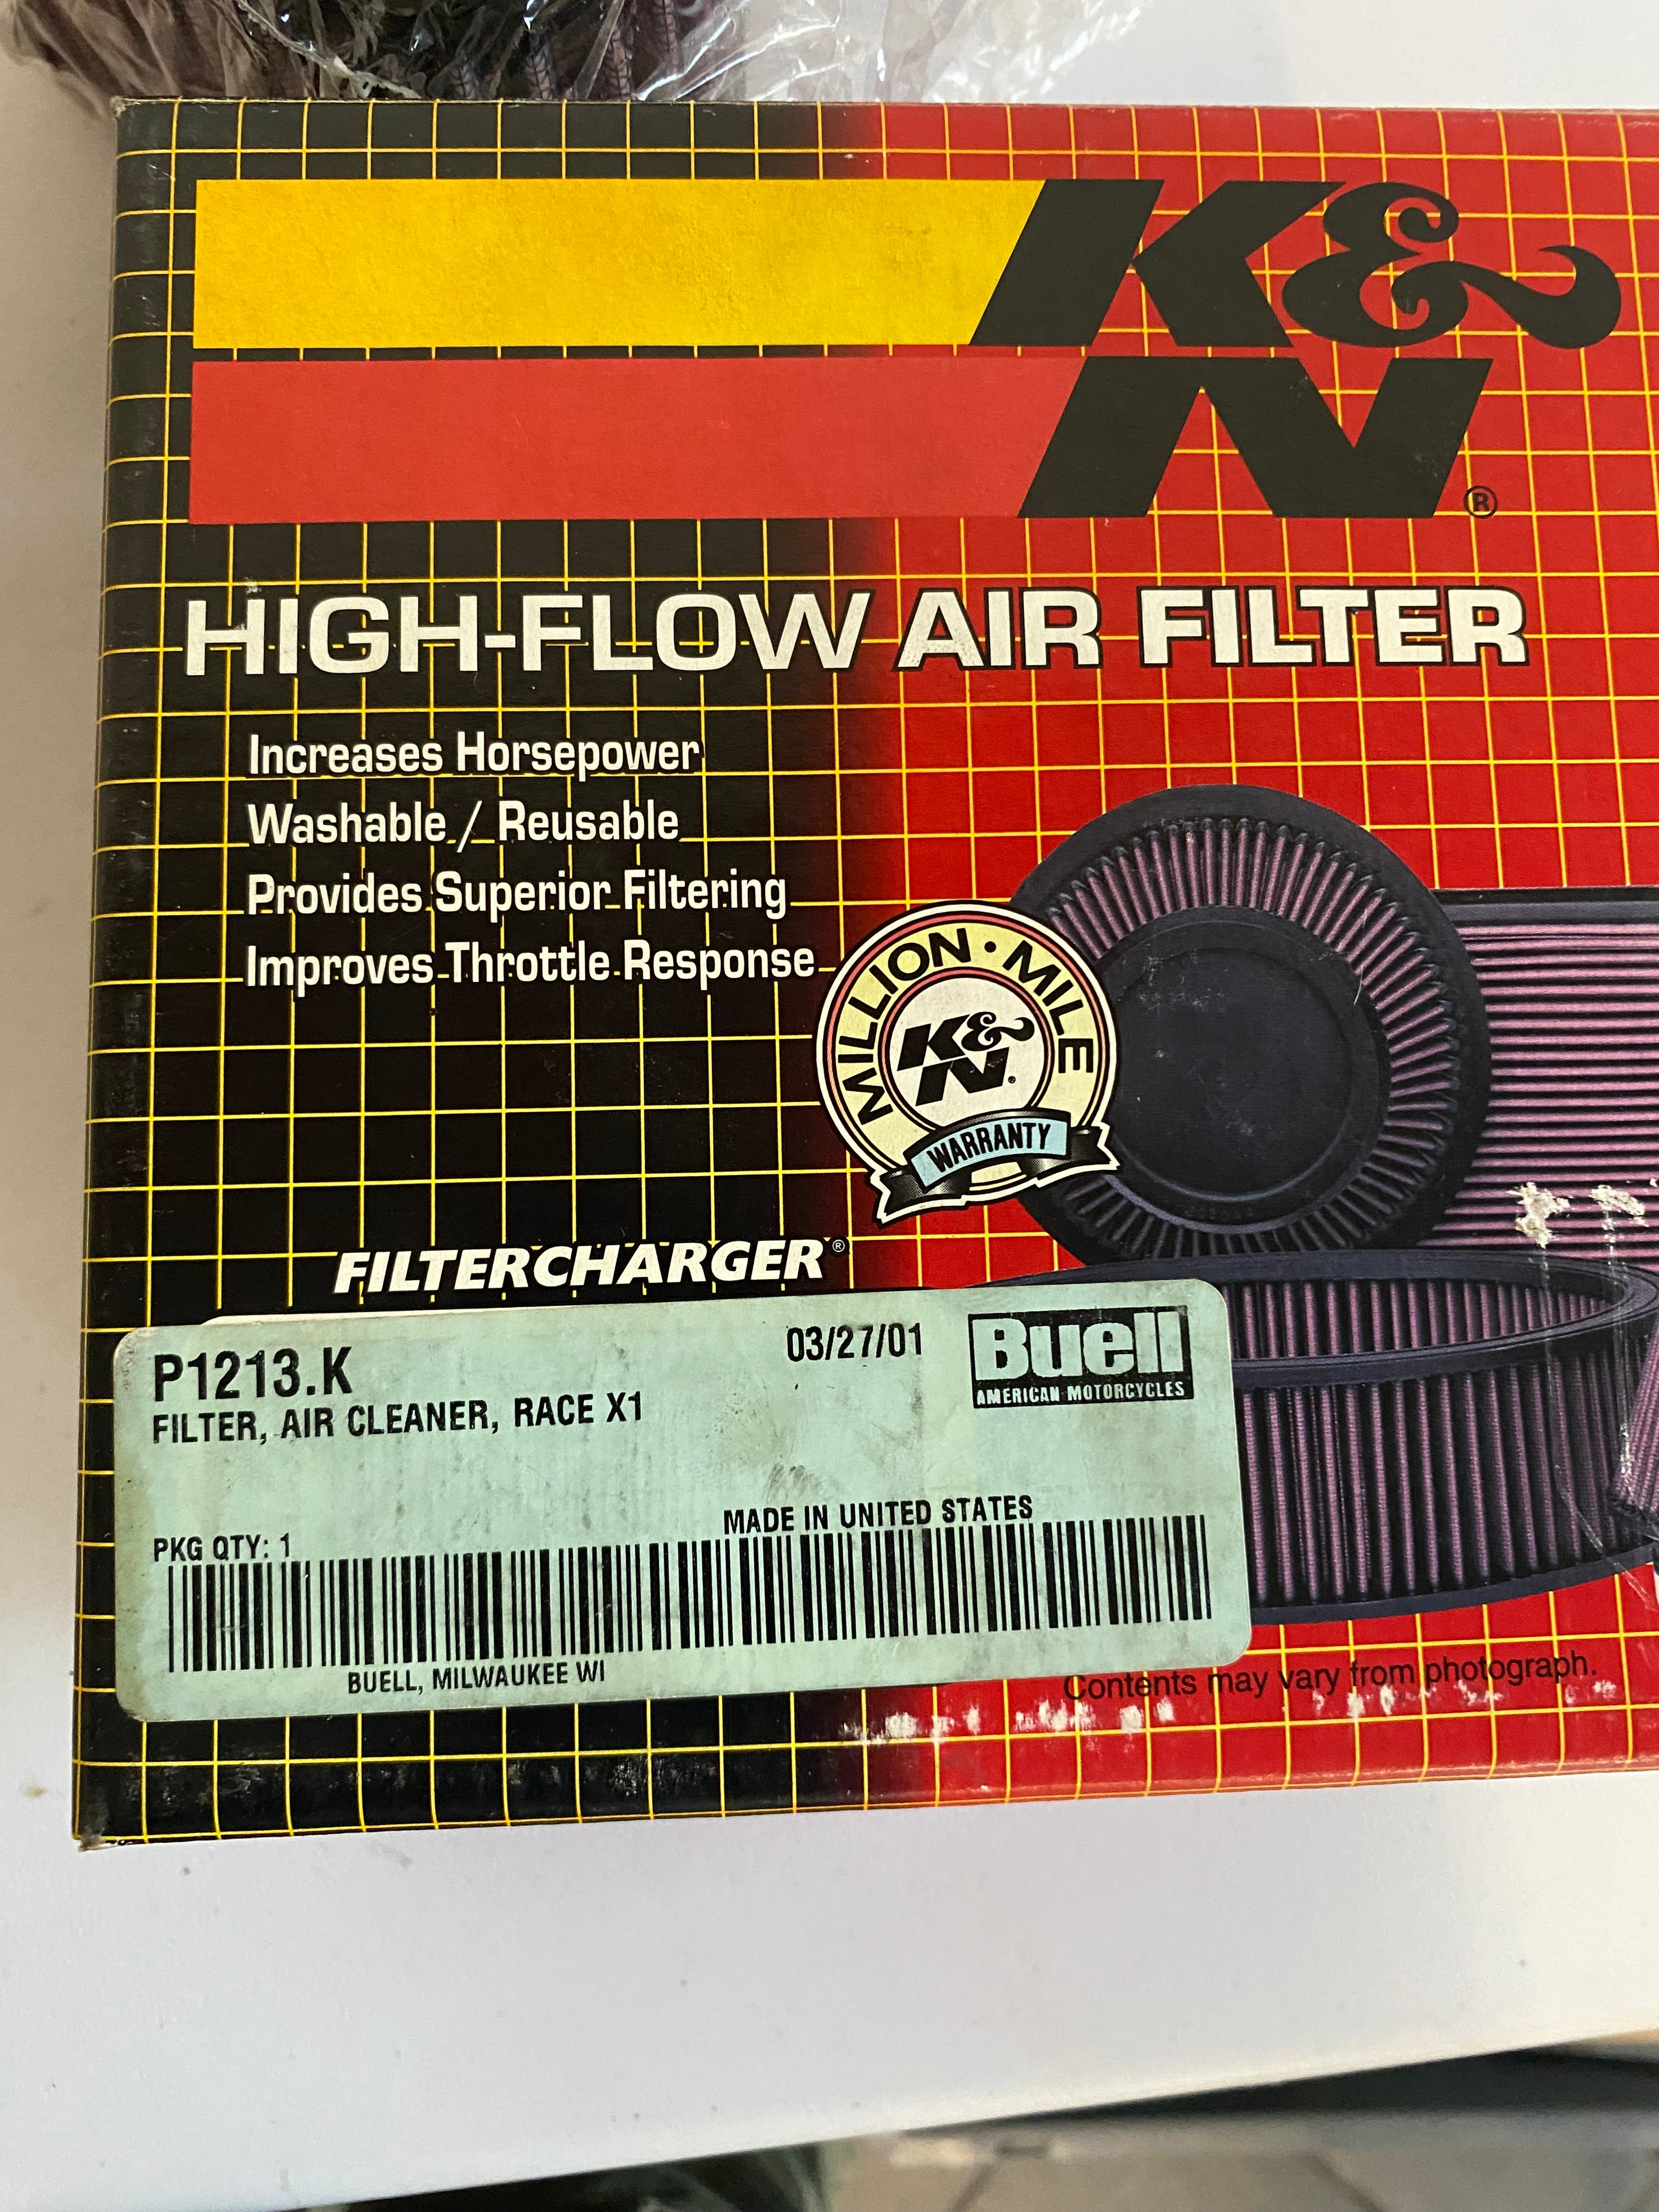 K&
N®
HIGH-FLOW AIR FILTER
Increases Horsepower
Washable / Reusable
Provides Superior Filtering
Improves Throttle Response
MILLION · MILE
K&
N®
WARRANTY
FILTERCHARGER®
P1213.K
03/27/01
Buell
AMERICAN MOTORCYCLES
FILTER, AIR CLEANER, RACE X1
MADE IN UNITED STATES
PKG QTY: 1
BUELL, MILWAUKEE WI
Contents may vary from photograph.